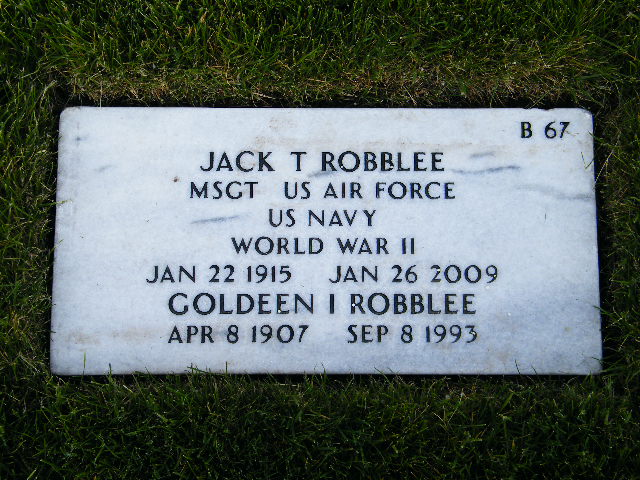 B 67
JACK T ROBBLEE
MSGT US AIR FORCE
US NAVY
WORLD WAR II
JAN 22 1915 JAN 26 2009
GOLDEEN I ROBBLEE
APR 8 1907 SEP 8 1993